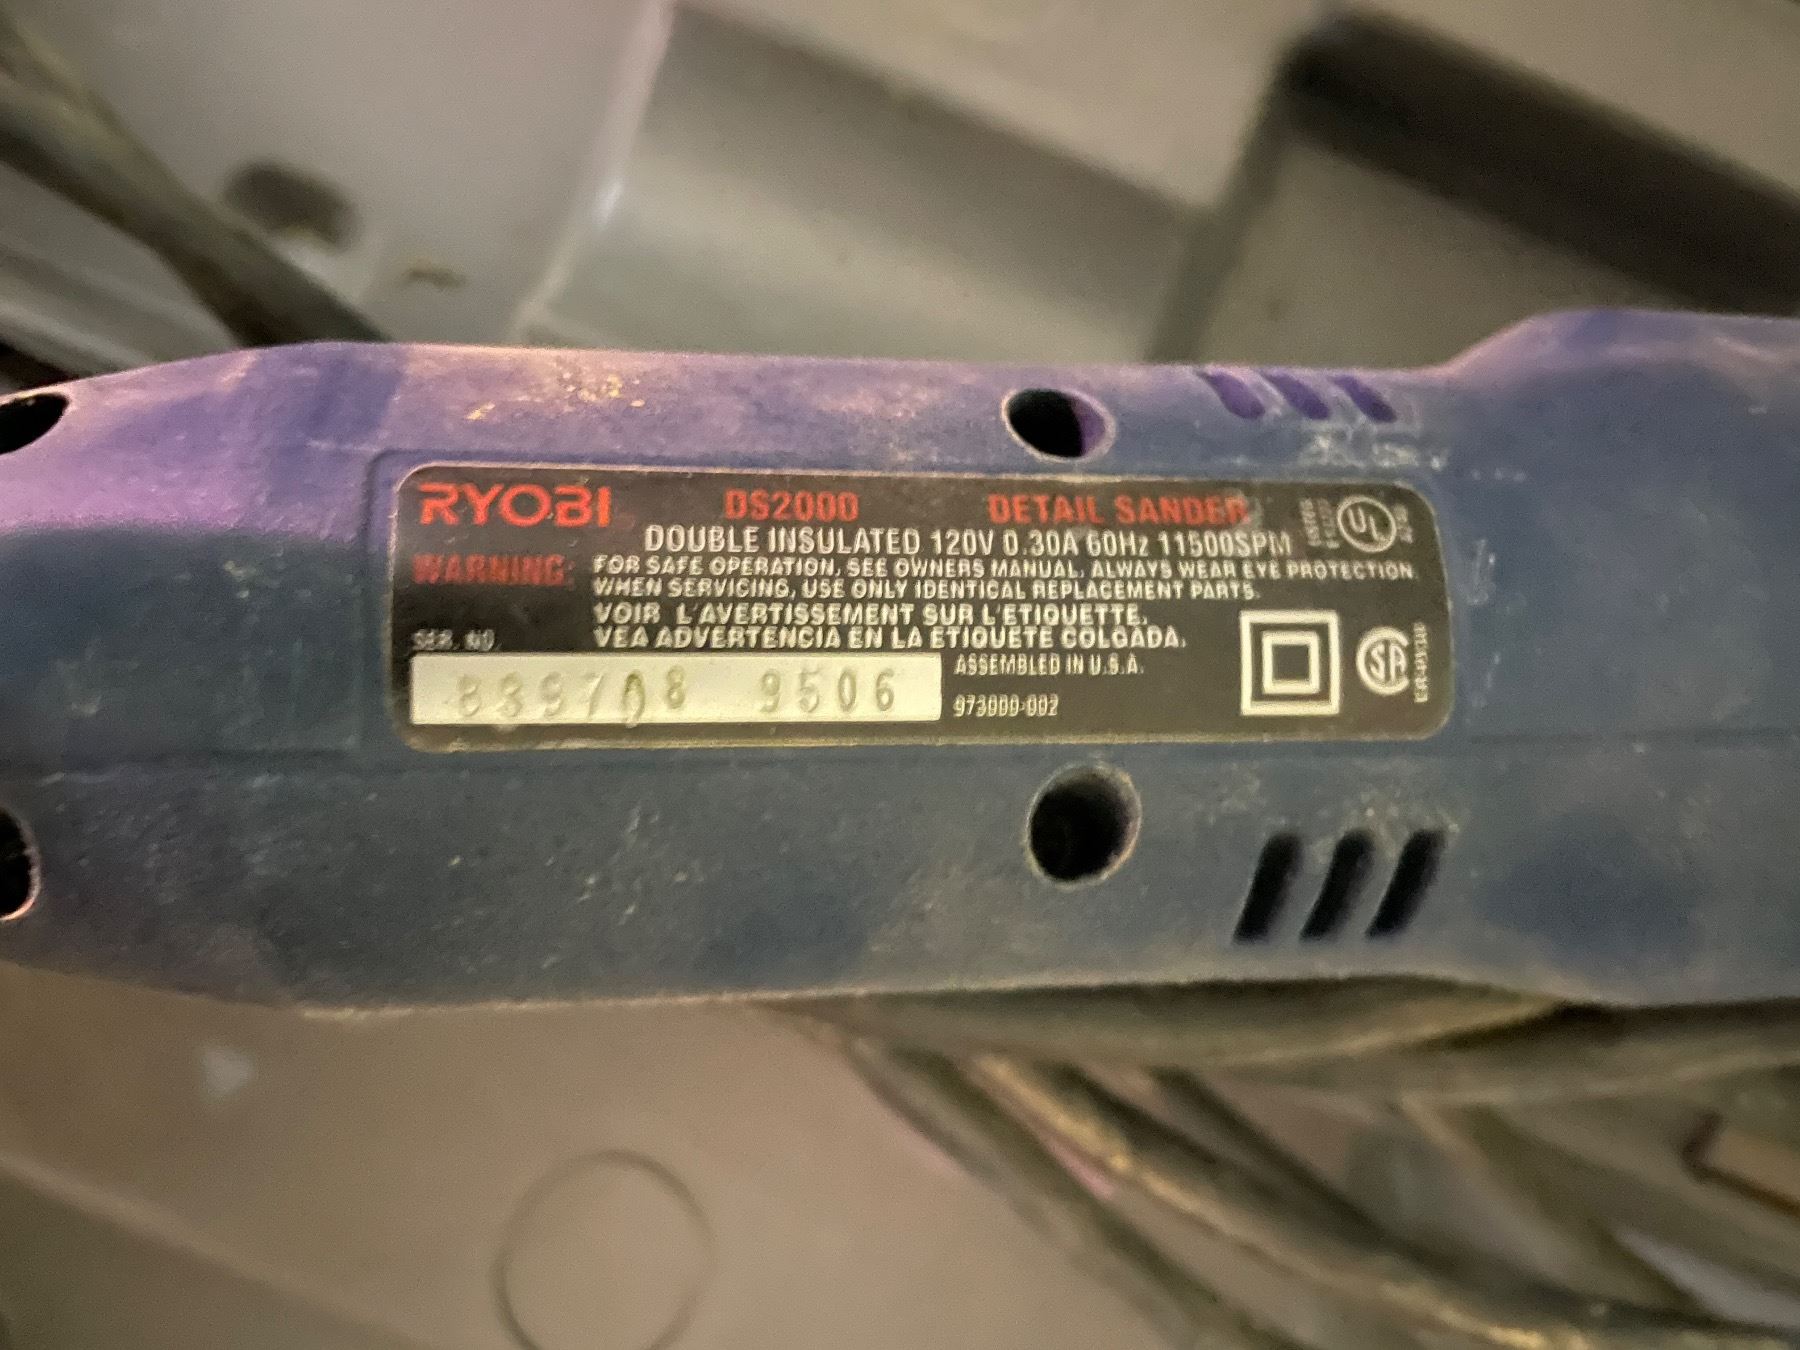 RYOBI DS2000 DETAIL SANDER
DOUBLE INSULATED 120V 0.30A 60Hz 11500SPM
WARNING: FOR SAFE OPERATION, SEE OWNERS MANUAL, ALWAYS WEAR EYE PROTECTION.
WHEN SERVICING, USE ONLY IDENTICAL REPLACEMENT PARTS.
VOIR L'AVERTISSEMENT SUR L'ETIQUETTE.
VEA ADVERTENCIA EN LA ETIQUETE COLGADA.
SER. NO.
9506
ASSEMBLED IN U.S.A.
973000-002
UL
SA